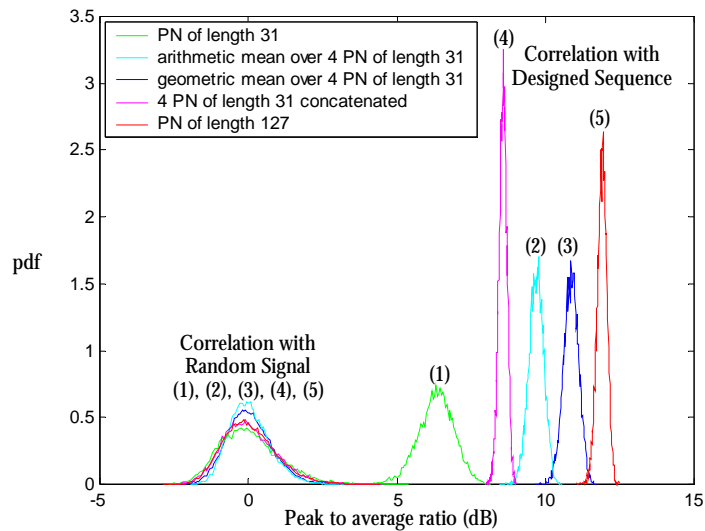 PN of length 31
arithmetic mean over 4 PN of length 31
geometric mean over 4 PN of length 31
4 PN of length 31 concatenated
PN of length 127
(4)
Correlation with
Designed Sequence
(5)
(2)
(3)
Correlation with
Random Signal
(1), (2), (3), (4), (5)
(1)
pdf
3.5
3
2.5
2
1.5
1
0.5
0
-5
0
5
10
15
Peak to average ratio (dB)